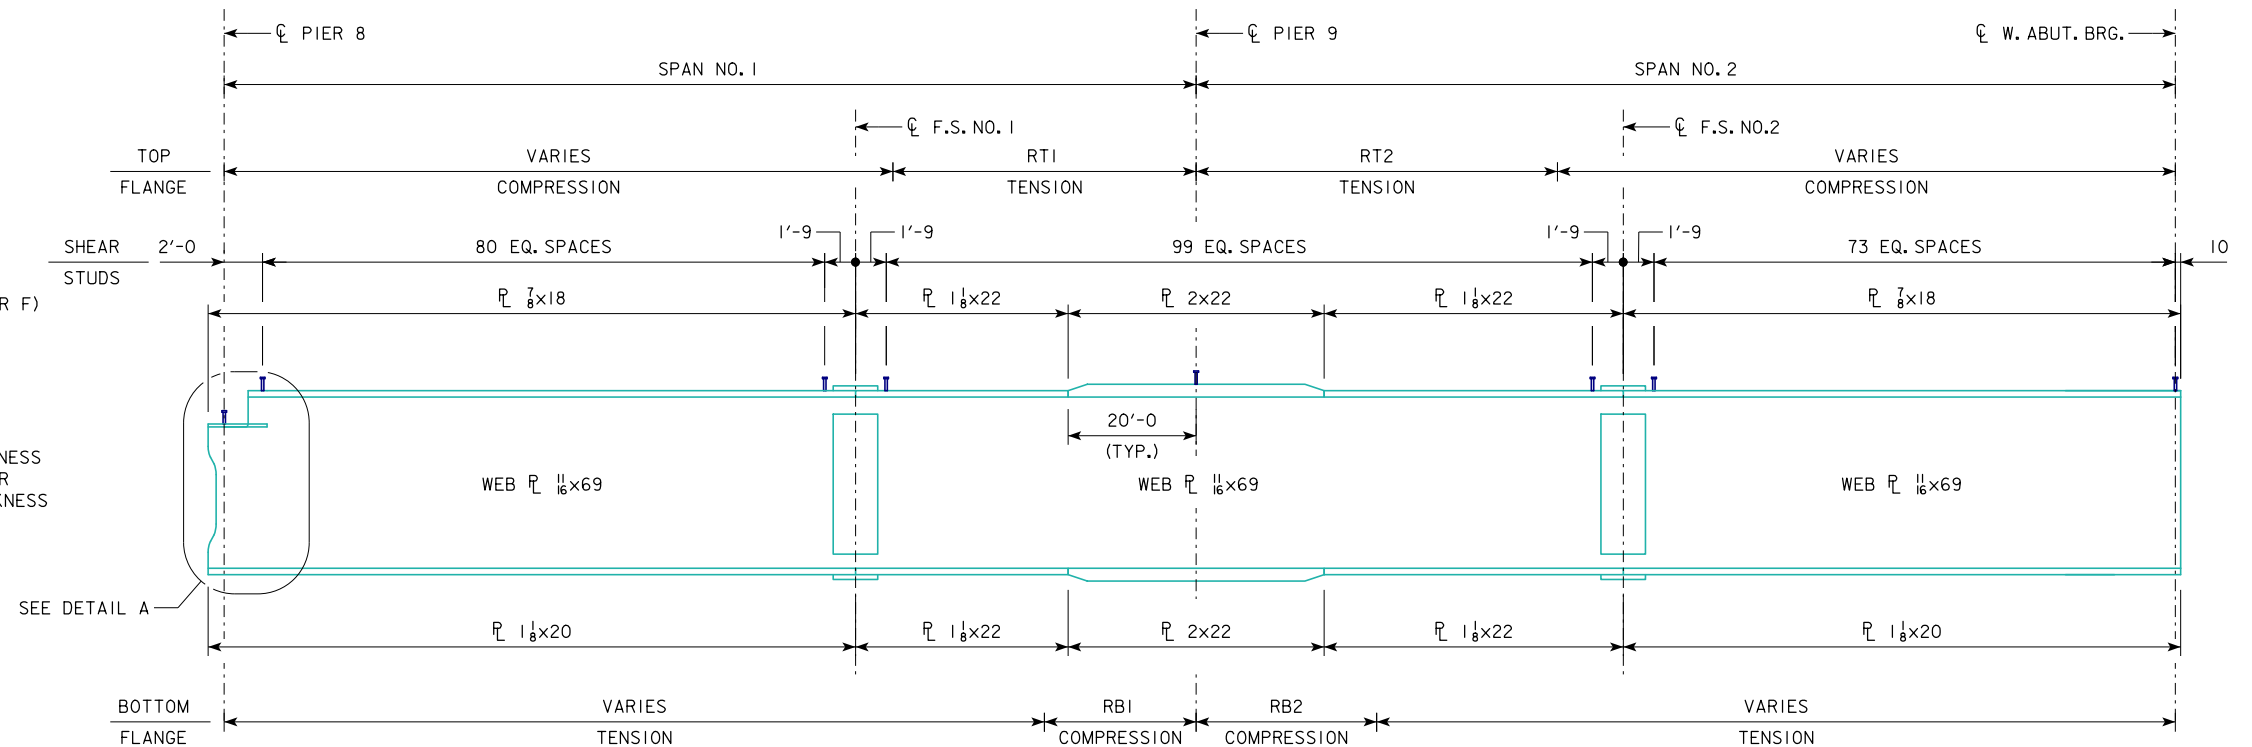 ℄ PIER 8
℄ PIER 9
℄ W. ABUT. BRG.
SPAN NO. 1
SPAN NO. 2
℄ F.S. NO. 1
℄ F.S. NO. 2
TOP FLANGE
VARIES
COMPRESSION
RT1
TENSION
RT2
TENSION
VARIES
COMPRESSION
SHEAR STUDS
2'-0
80 EQ. SPACES
1'-9
1'-9
99 EQ. SPACES
1'-9
1'-9
73 EQ. SPACES
10
R F)
℄ 7/8x18
℄ 1 1/8x22
℄ 2x22
℄ 1 1/8x22
℄ 7/8x18
20'-0
(TYP.)
NESS
R
KNESS
WEB ℄ 11/16x69
WEB ℄ 11/16x69
WEB ℄ 11/16x69
SEE DETAIL A
℄ 1 1/8x20
℄ 1 1/8x22
℄ 2x22
℄ 1 1/8x22
℄ 1 1/8x20
BOTTOM FLANGE
VARIES
TENSION
RB1
COMPRESSION
RB2
COMPRESSION
VARIES
TENSION